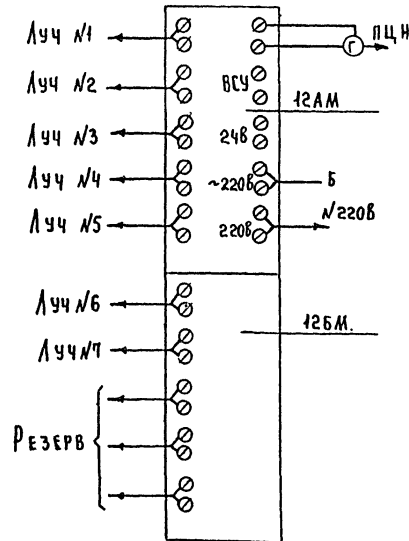 Луч №1
Луч №2
Луч №3
Луч №4
Луч №5
Луч №6
Луч №7
Резерв
ПЦН
Г
ВСУ
12АМ
24В
~220В
Б
220В
№220В
12БМ.